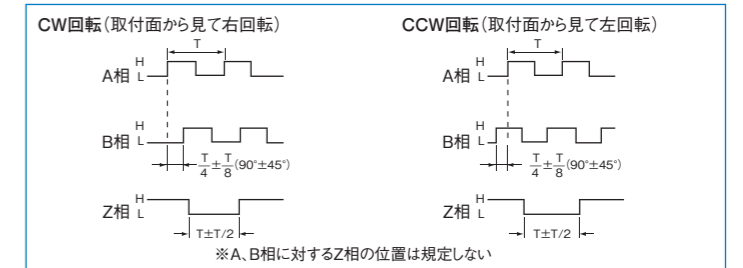 CW回転(取付面から見て右回転)
T
A相 H L
B相 H L
T/4±T/8(90°±45°)
Z相 H L
T±T/2
CCW回転(取付面から見て左回転)
T
A相 H L
B相 H L
T/4±T/8(90°±45°)
Z相 H L
T±T/2
※A、B相に対するZ相の位置は規定しない